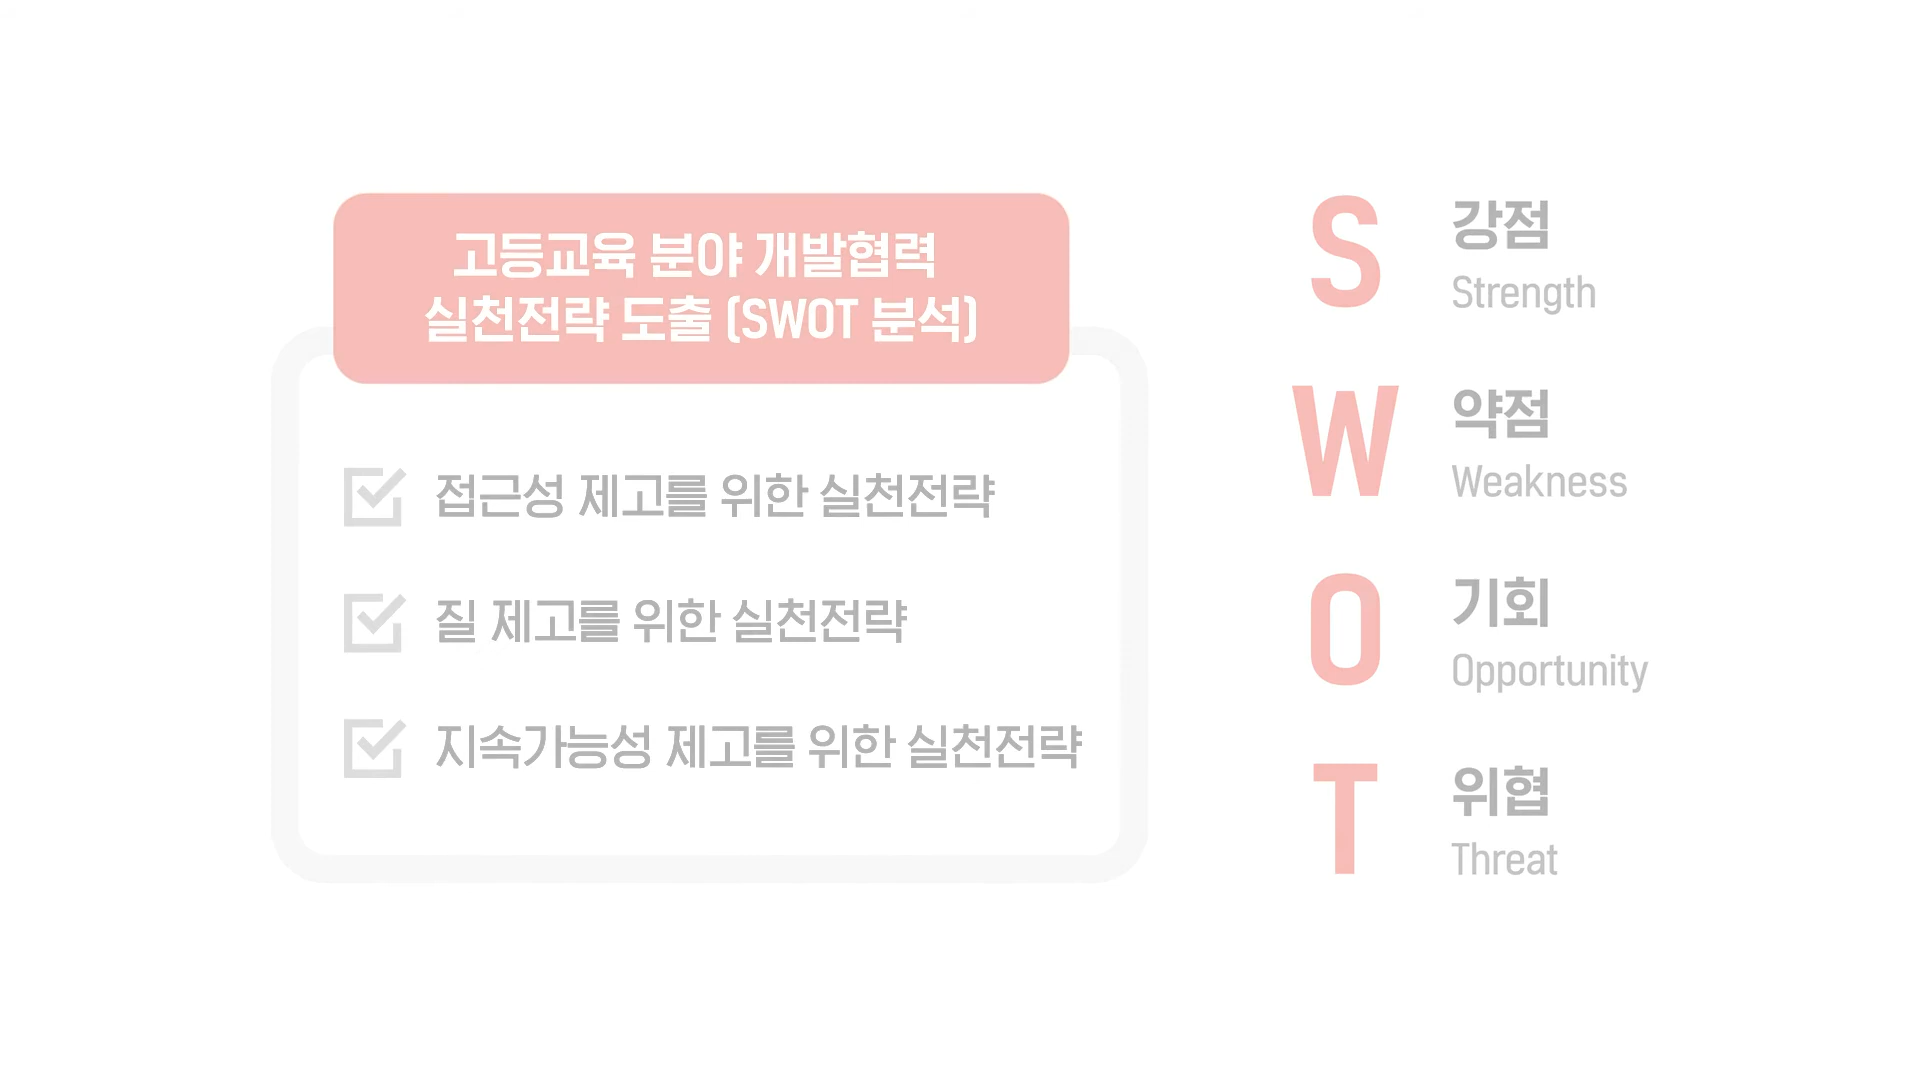 고등교육 분야 개발협력
실천전략 도출 (SWOT 분석)
접근성 제고를 위한 실천전략
질 제고를 위한 실천전략
지속가능성 제고를 위한 실천전략
S
강점
Strength
W
약점
Weakness
O
기회
Opportunity
T
위협
Threat